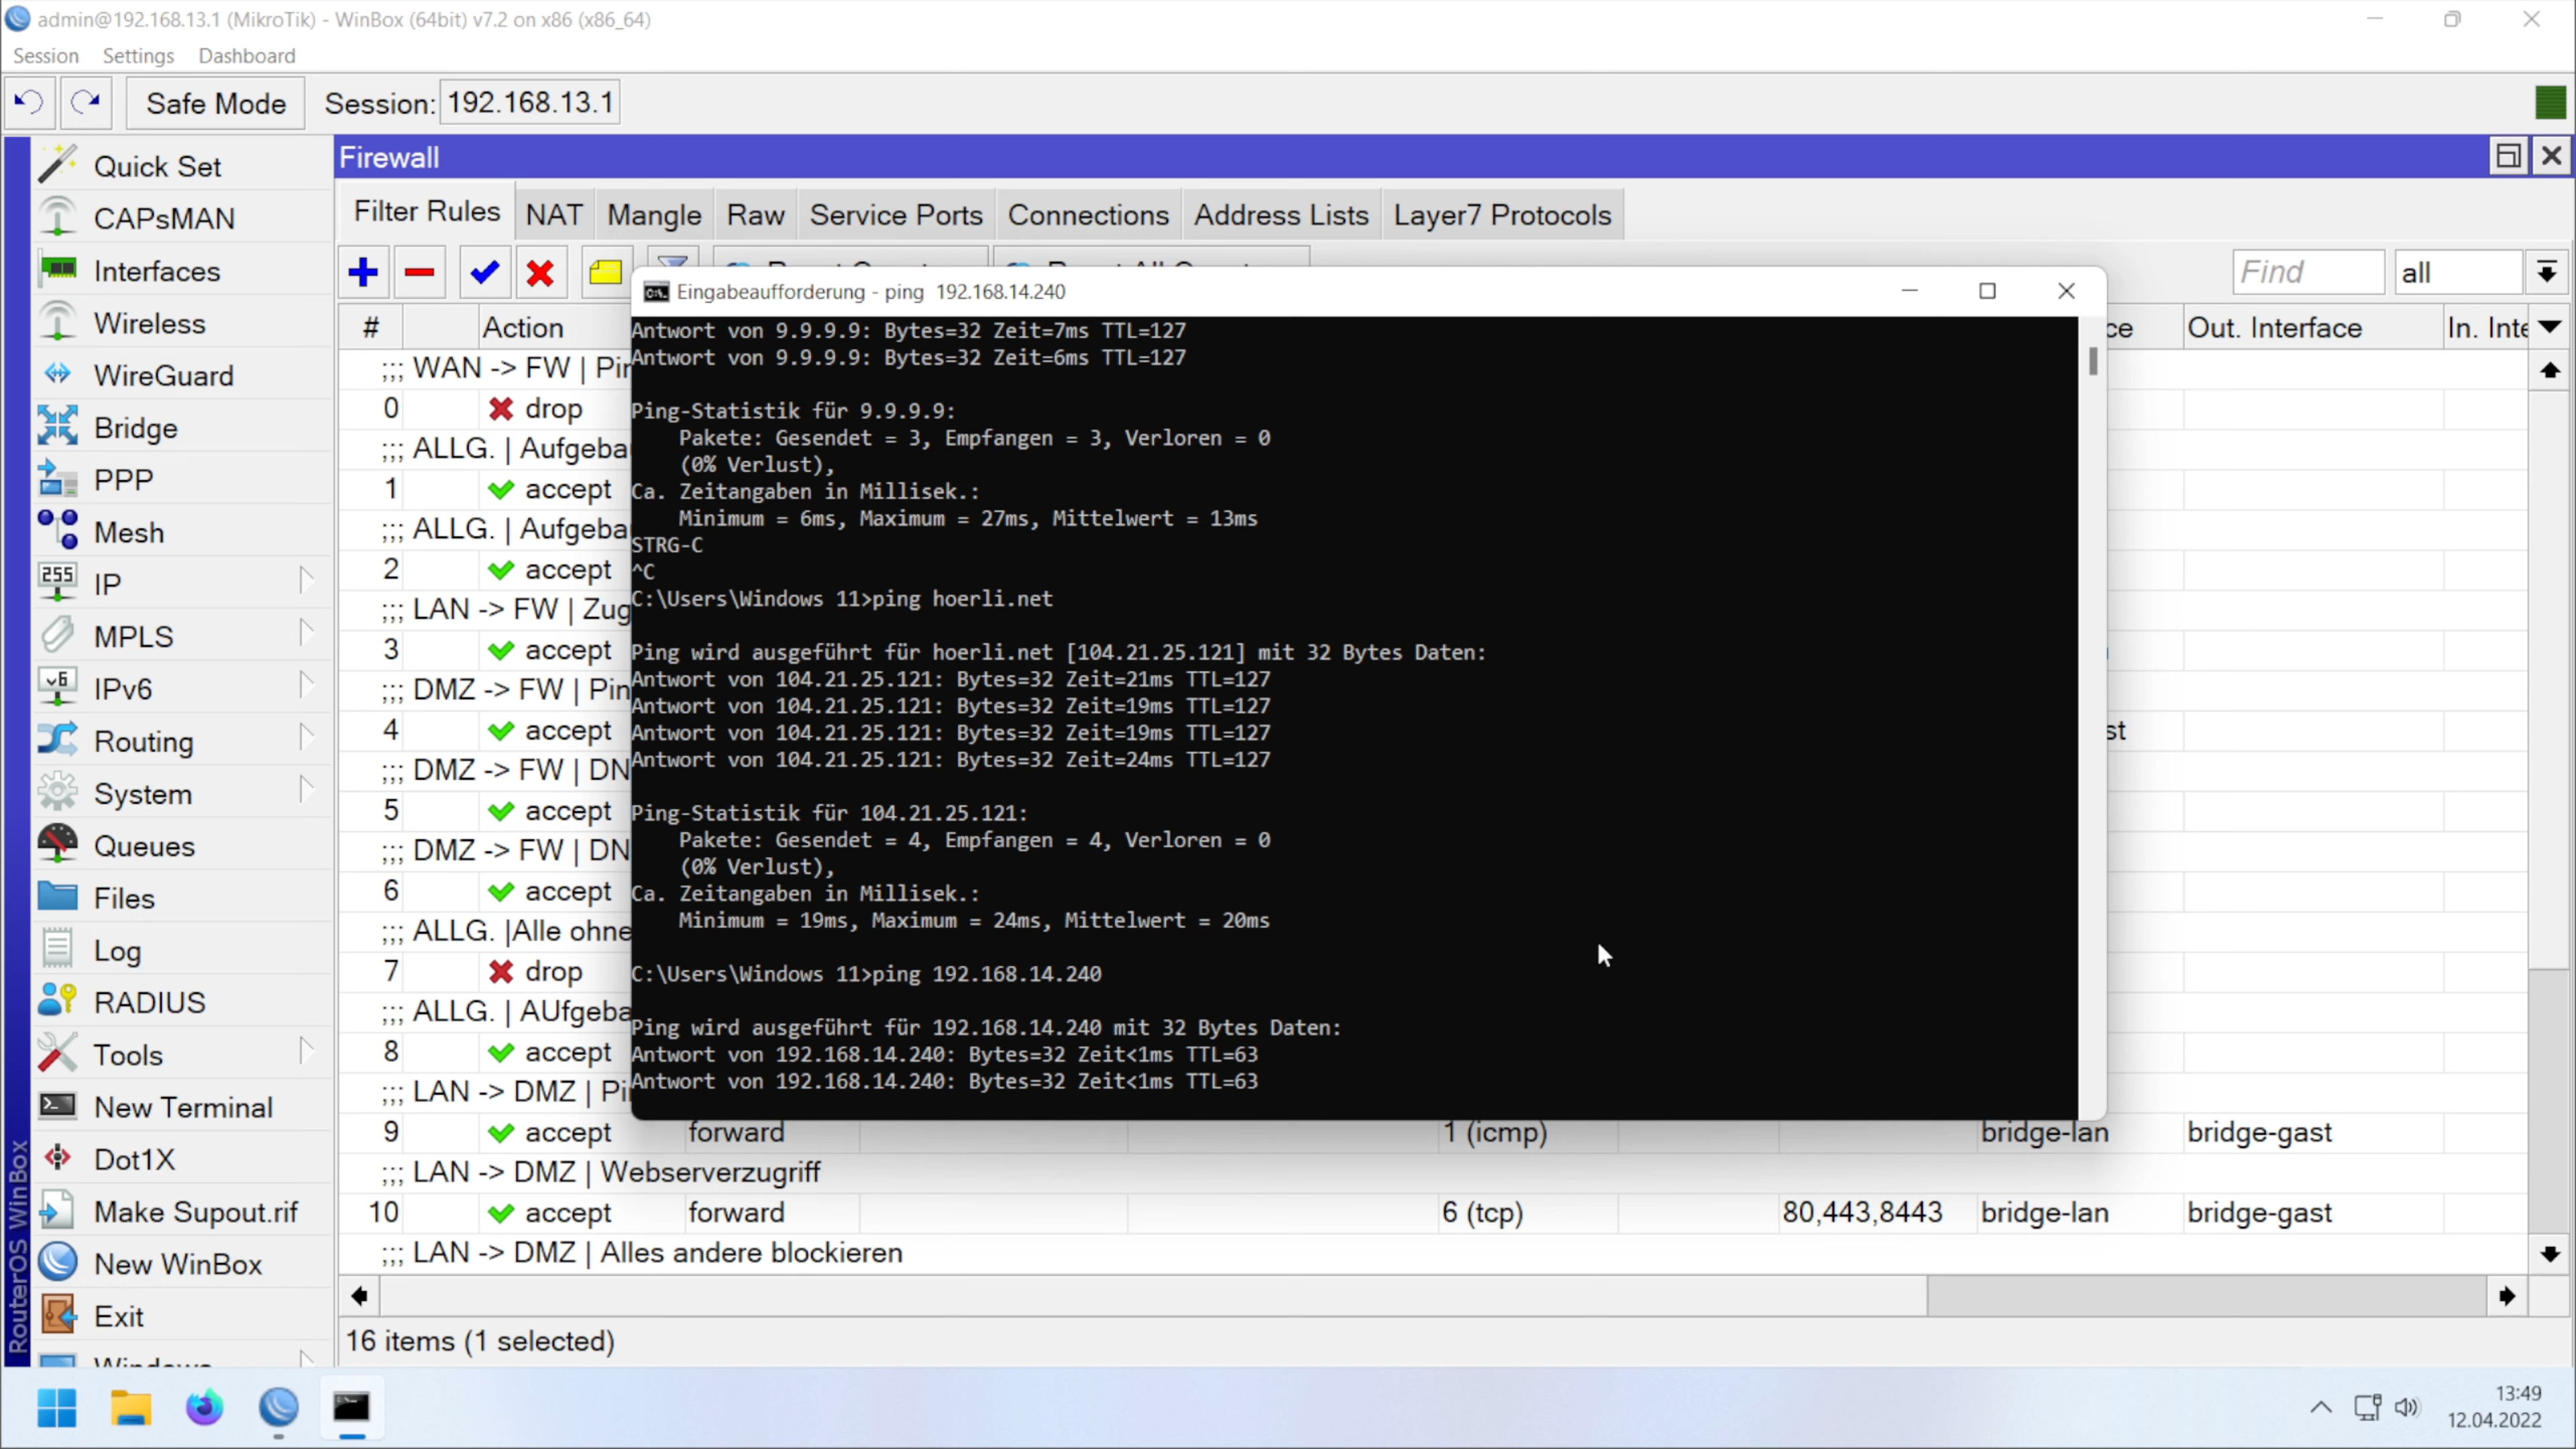 admin@192.168.13.1 (MikroTik) - WinBox (64bit) v7.2 on x86 (x86_64)
Session Settings Dashboard
Safe Mode Session: 192.168.13.1
Quick Set
CAPsMAN
Interfaces
Wireless
WireGuard
Bridge
PPP
Mesh
IP
MPLS
IPv6
Routing
System
Queues
Files
Log
RADIUS
Tools
New Terminal
Dot1X
Make Supout.rif
New WinBox
Exit
Windows
RouterOS WinBox
Firewall
Filter Rules NAT Mangle Raw Service Ports Connections Address Lists Layer7 Protocols
Find all
# Action Out. Interface In. Inte
;;; WAN -> FW | Pin
0 drop
;;; ALLG. | Aufgeba
1 accept
;;; ALLG. | Aufgeba
2 accept
;;; LAN -> FW | Zug
3 accept
;;; DMZ -> FW | Pin
4 accept
;;; DMZ -> FW | DN
5 accept
;;; DMZ -> FW | DN
6 accept
;;; ALLG. |Alle ohne
7 drop
;;; ALLG. | AUfgeba
8 accept
;;; LAN -> DMZ | Pi
9 accept forward 1 (icmp) bridge-lan bridge-gast
;;; LAN -> DMZ | Webserverzugriff
10 accept forward 6 (tcp) 80,443,8443 bridge-lan bridge-gast
;;; LAN -> DMZ | Alles andere blockieren
16 items (1 selected)
Eingabeaufforderung - ping 192.168.14.240
Antwort von 9.9.9.9: Bytes=32 Zeit=7ms TTL=127
Antwort von 9.9.9.9: Bytes=32 Zeit=6ms TTL=127
Ping-Statistik für 9.9.9.9:
Pakete: Gesendet = 3, Empfangen = 3, Verloren = 0
(0% Verlust),
Ca. Zeitangaben in Millisek.:
Minimum = 6ms, Maximum = 27ms, Mittelwert = 13ms
STRG-C
^C
C:\Users\Windows 11>ping hoerli.net
Ping wird ausgeführt für hoerli.net [104.21.25.121] mit 32 Bytes Daten:
Antwort von 104.21.25.121: Bytes=32 Zeit=21ms TTL=127
Antwort von 104.21.25.121: Bytes=32 Zeit=19ms TTL=127
Antwort von 104.21.25.121: Bytes=32 Zeit=19ms TTL=127
Antwort von 104.21.25.121: Bytes=32 Zeit=24ms TTL=127
Ping-Statistik für 104.21.25.121:
Pakete: Gesendet = 4, Empfangen = 4, Verloren = 0
(0% Verlust),
Ca. Zeitangaben in Millisek.:
Minimum = 19ms, Maximum = 24ms, Mittelwert = 20ms
C:\Users\Windows 11>ping 192.168.14.240
Ping wird ausgeführt für 192.168.14.240 mit 32 Bytes Daten:
Antwort von 192.168.14.240: Bytes=32 Zeit<1ms TTL=63
Antwort von 192.168.14.240: Bytes=32 Zeit<1ms TTL=63
13:49
12.04.2022